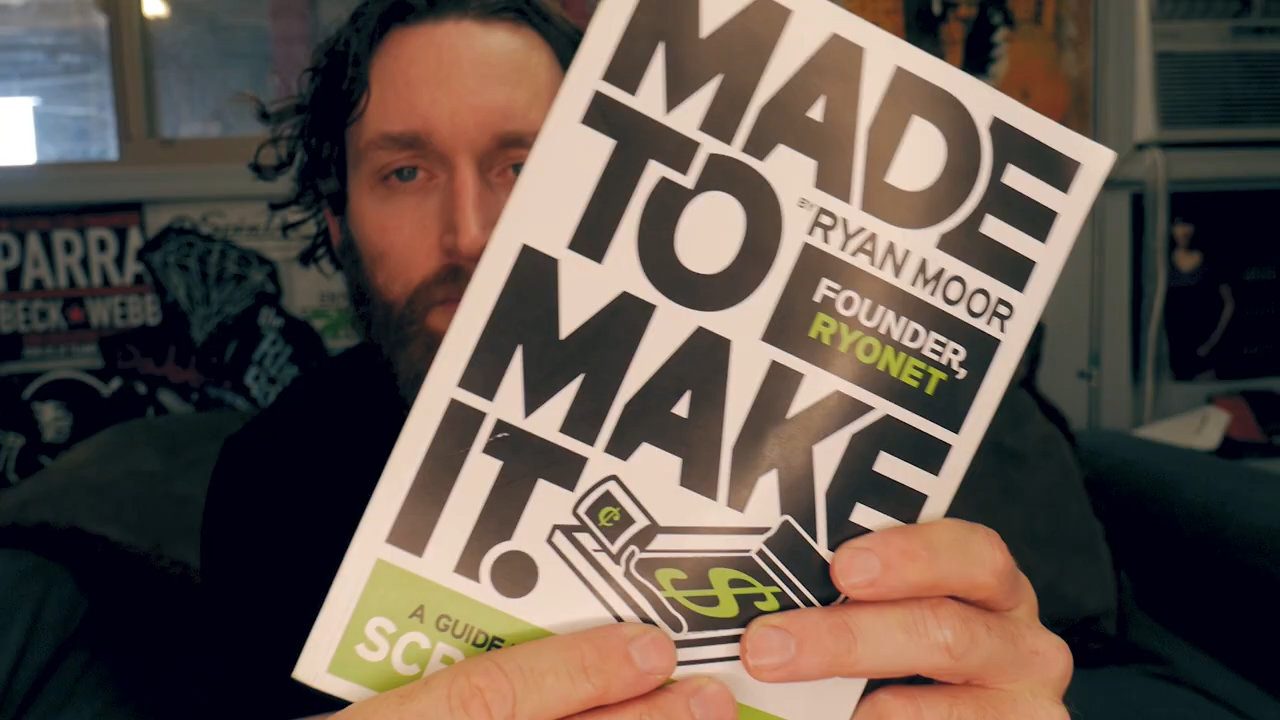 MADE
TO
BY RYAN MOOR
FOUNDER,
RYONET
MAKE
IT.
¢
$
A GUIDE
PARRA
BECK ★ WEBB